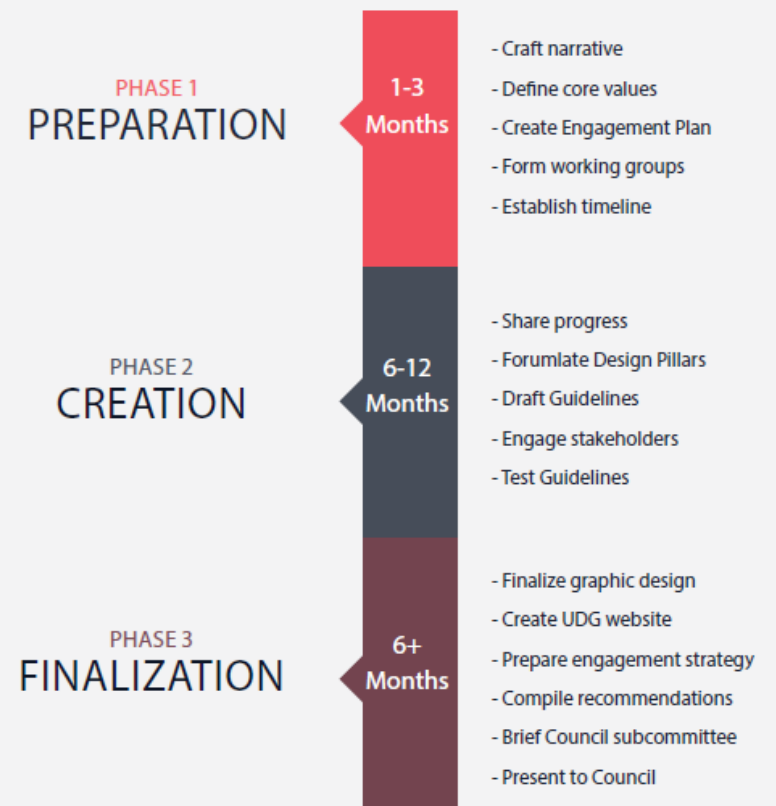 PHASE 1
PREPARATION
1-3
Months
- Craft narrative
- Define core values
- Create Engagement Plan
- Form working groups
- Establish timeline
PHASE 2
CREATION
6-12
Months
- Share progress
- Forumlate Design Pillars
- Draft Guidelines
- Engage stakeholders
- Test Guidelines
PHASE 3
FINALIZATION
6+
Months
- Finalize graphic design
- Create UDG website
- Prepare engagement strategy
- Compile recommendations
- Brief Council subcommittee
- Present to Council